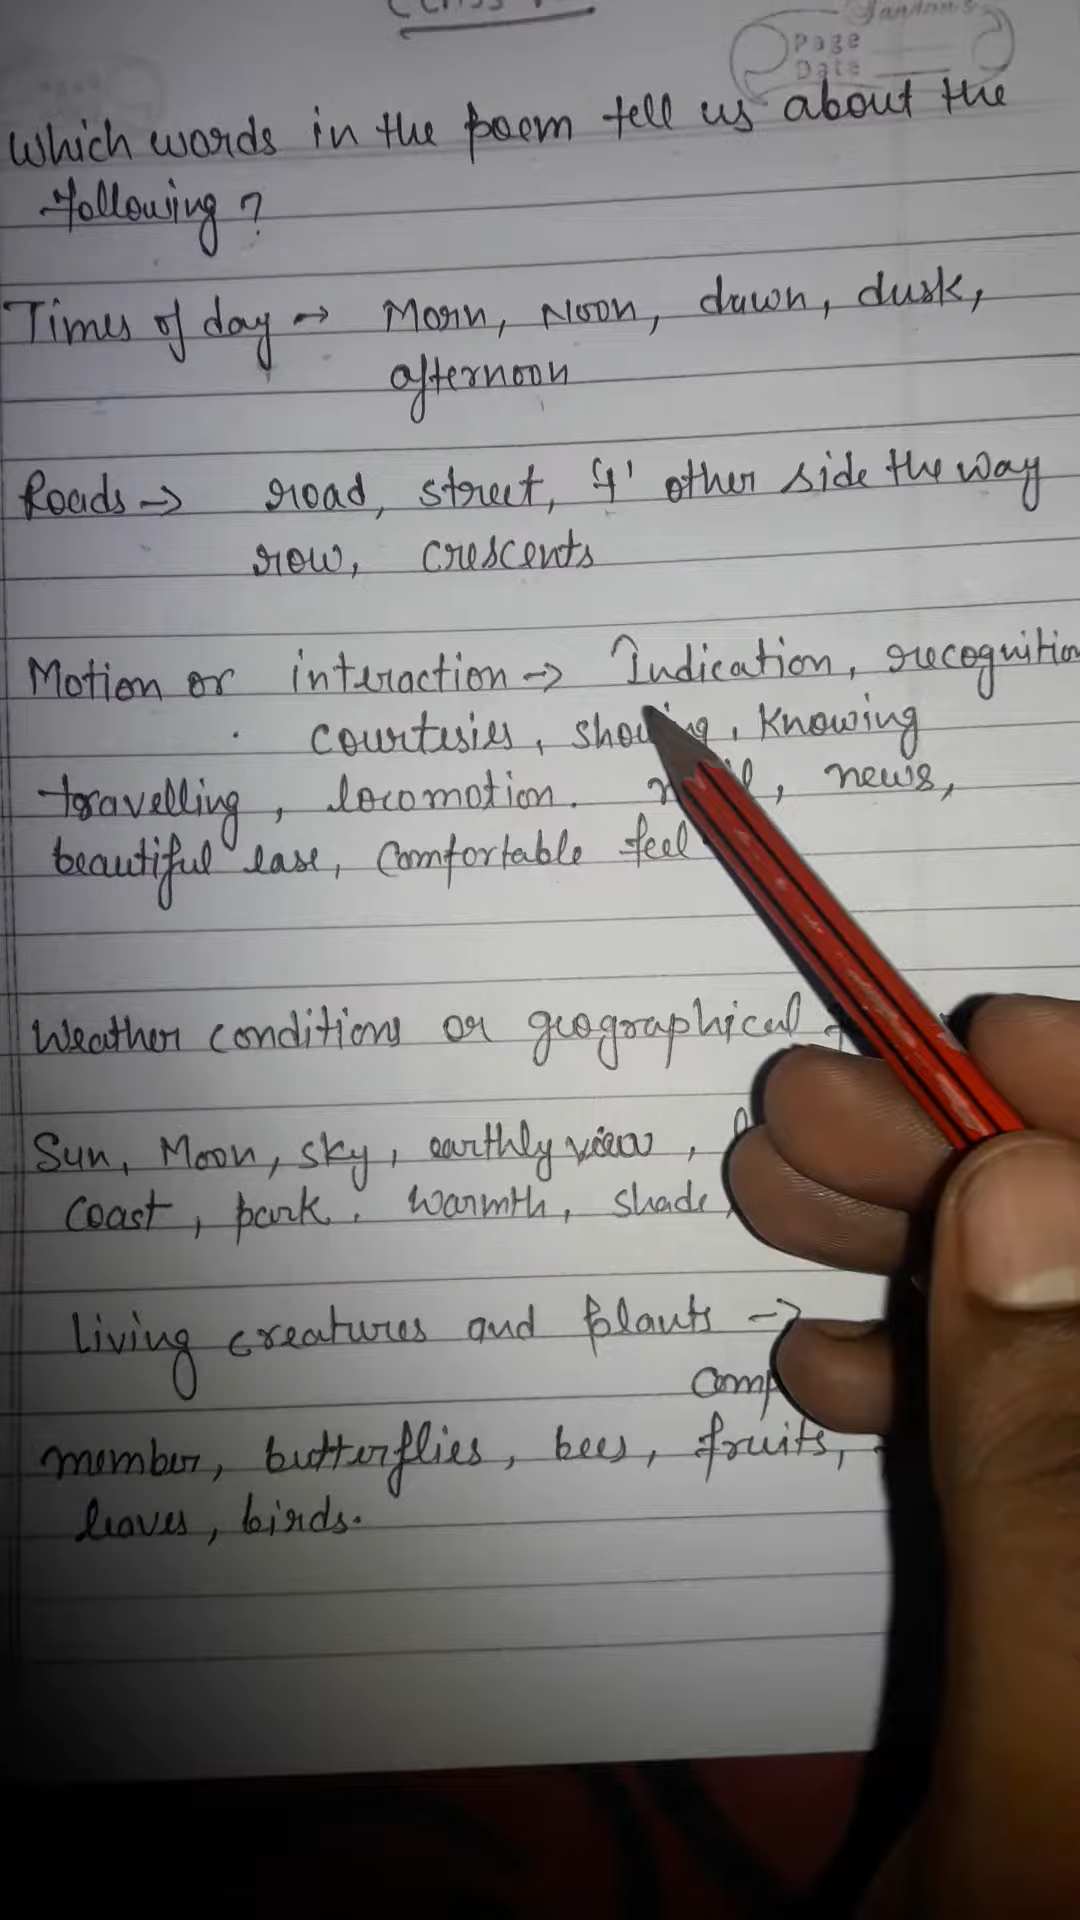 Page
Date
Which words in the poem tell us about the
following?
Times of day → Morn, Noon, dawn, dusk,
afternoon
Roads → road, street, 't' other side the way
row, crescents
Motion or interaction → Indication, recognition
courtesies, showing, knowing
travelling, locomotion. news,
beautiful ease, comfortable feel
Weather conditions or geographical
Sun, Moon, sky, earthly view,
coast, park. warmth, shade
Living creatures and plants →
member, butterflies, bees, fruits,
leaves, birds.